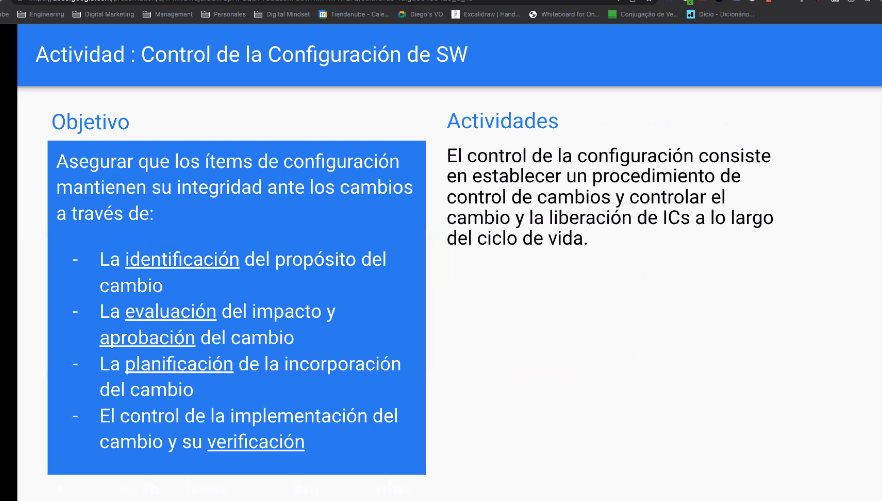 Engineering
Digital Marketing
Management
Personales
Digital Mindset
Tiendanube - Cale...
Diego's VO
Excalidraw | Hand...
Whiteboard for On...
Conjugação de Ve...
Dicio - Dicionário...
Actividad : Control de la Configuración de SW
Objetivo
Asegurar que los ítems de configuración
mantienen su integridad ante los cambios
a través de:
- La identificación del propósito del
cambio
- La evaluación del impacto y
aprobación del cambio
- La planificación de la incorporación
del cambio
- El control de la implementación del
cambio y su verificación
Actividades
El control de la configuración consiste
en establecer un procedimiento de
control de cambios y controlar el
cambio y la liberación de ICs a lo largo
del ciclo de vida.